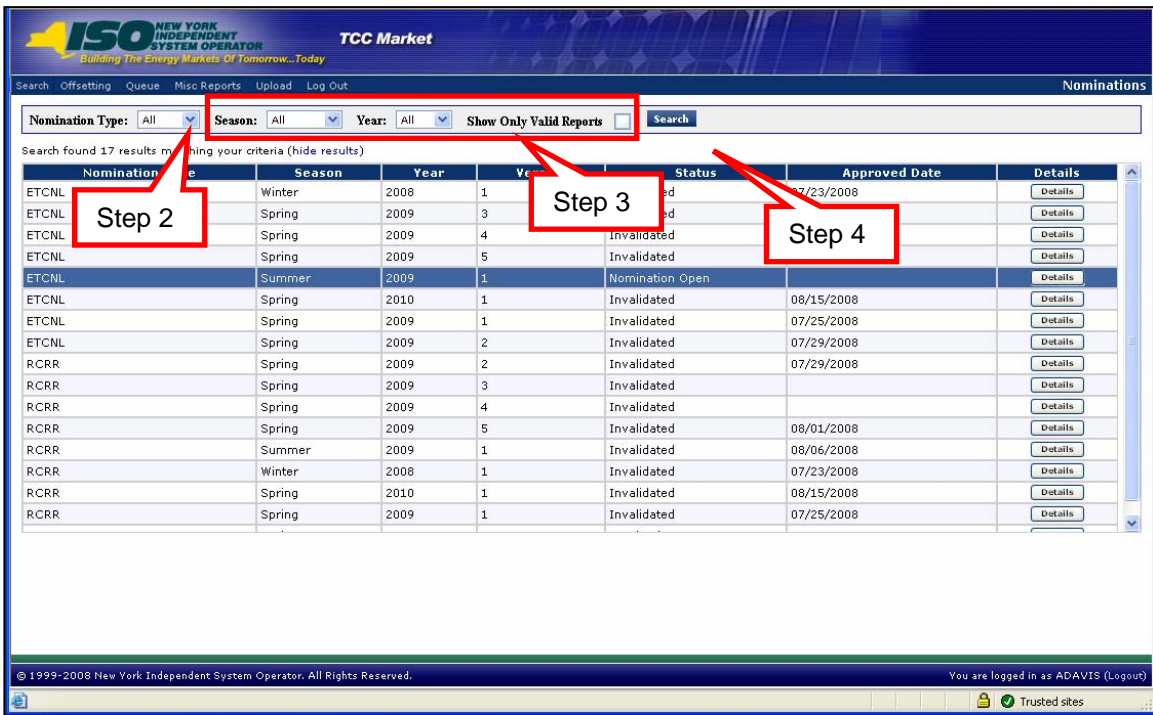 NEW YORK
ISO INDEPENDENT
SYSTEM OPERATOR
Building The Energy Markets Of Tomorrow...Today
TCC Market
Search Offsetting Queue Misc Reports Upload Log Out Nominations
Nomination Type: All Season: All Year: All Show Only Valid Reports Search
Search found 17 results your criteria (hide results)
Nomination Season Year Status Approved Date Details
ETCNL Winter 2008 1 07/23/2008 Details
ETCNL Spring 2009 3 Details
ETCNL Spring 2009 4 Invalidated Details
ETCNL Spring 2009 5 Invalidated Details
ETCNL Summer 2009 1 Nomination Open Details
ETCNL Spring 2010 1 Invalidated 08/15/2008 Details
ETCNL Spring 2009 1 Invalidated 07/25/2008 Details
ETCNL Spring 2009 2 Invalidated 07/29/2008 Details
RCRR Spring 2009 2 Invalidated 07/29/2008 Details
RCRR Spring 2009 3 Invalidated Details
RCRR Spring 2009 4 Invalidated Details
RCRR Spring 2009 5 Invalidated 08/01/2008 Details
RCRR Summer 2009 1 Invalidated 08/06/2008 Details
RCRR Winter 2008 1 Invalidated 07/23/2008 Details
RCRR Spring 2010 1 Invalidated 08/15/2008 Details
RCRR Spring 2009 1 Invalidated 07/25/2008 Details
Step 2
Step 3
Step 4
© 1999-2008 New York Independent System Operator. All Rights Reserved. You are logged in as ADAVIS (Logout)
Trusted sites